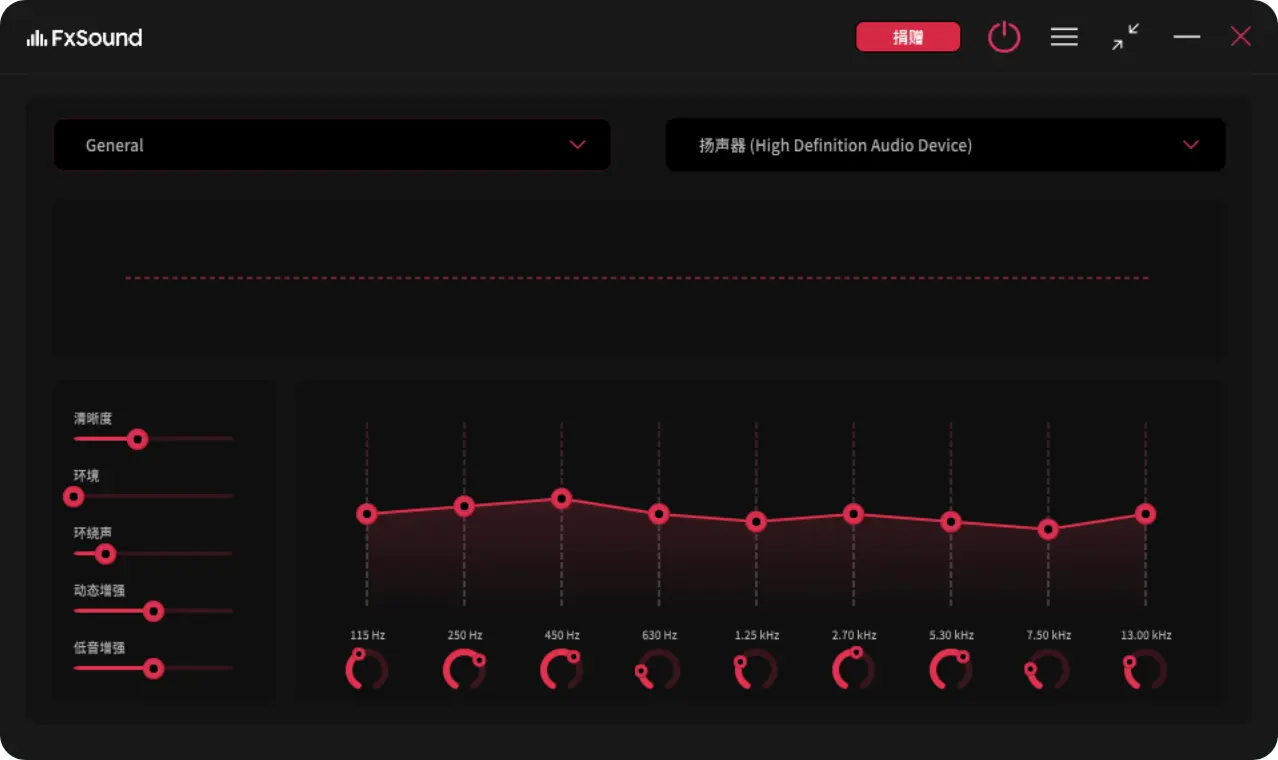 FxSound
捐赠
General
扬声器 (High Definition Audio Device)
清晰度
环境
环绕声
动态增强
低音增强
115 Hz
250 Hz
450 Hz
630 Hz
1.25 kHz
2.70 kHz
5.30 kHz
7.50 kHz
13.00 kHz